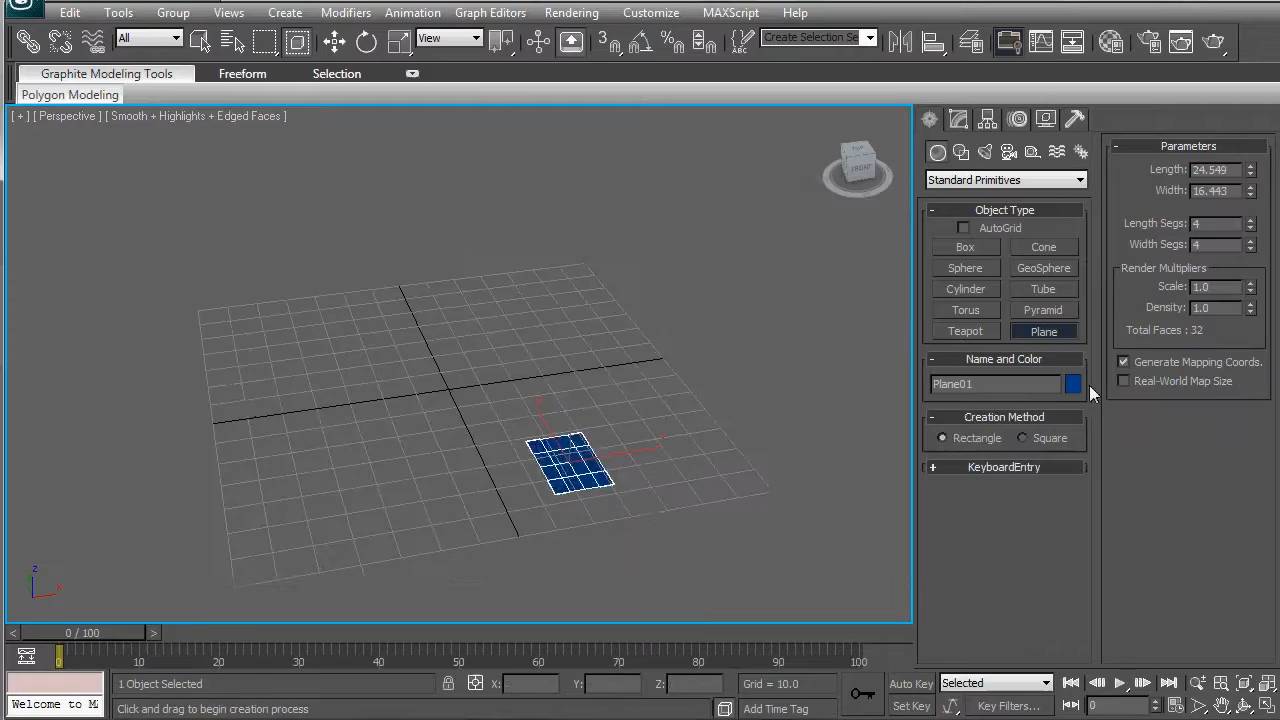 Edit Tools Group Views Create Modifiers Animation Graph Editors Rendering Customize MAXScript Help
All View 3 Create Selection Se
Graphite Modeling Tools Freeform Selection
Polygon Modeling
[ + ] [ Perspective ] [ Smooth + Highlights + Edged Faces ]
TOP
FRONT
Standard Primitives
- Object Type
AutoGrid
Box Cone
Sphere GeoSphere
Cylinder Tube
Torus Pyramid
Teapot Plane
- Name and Color
Plane01
- Creation Method
Rectangle Square
+ KeyboardEntry
- Parameters
Length: 24.549
Width: 16.443
Length Segs: 4
Width Segs: 4
Render Multipliers
Scale: 1.0
Density: 1.0
Total Faces : 32
Generate Mapping Coords.
Real-World Map Size
z
x
< 0 / 100 >
0 10 20 30 40 50 60 70 80 90 100
1 Object Selected X: Y: Z: Grid = 10.0 Auto Key Selected
Welcome to M Click and drag to begin creation process Add Time Tag Set Key Key Filters... 0